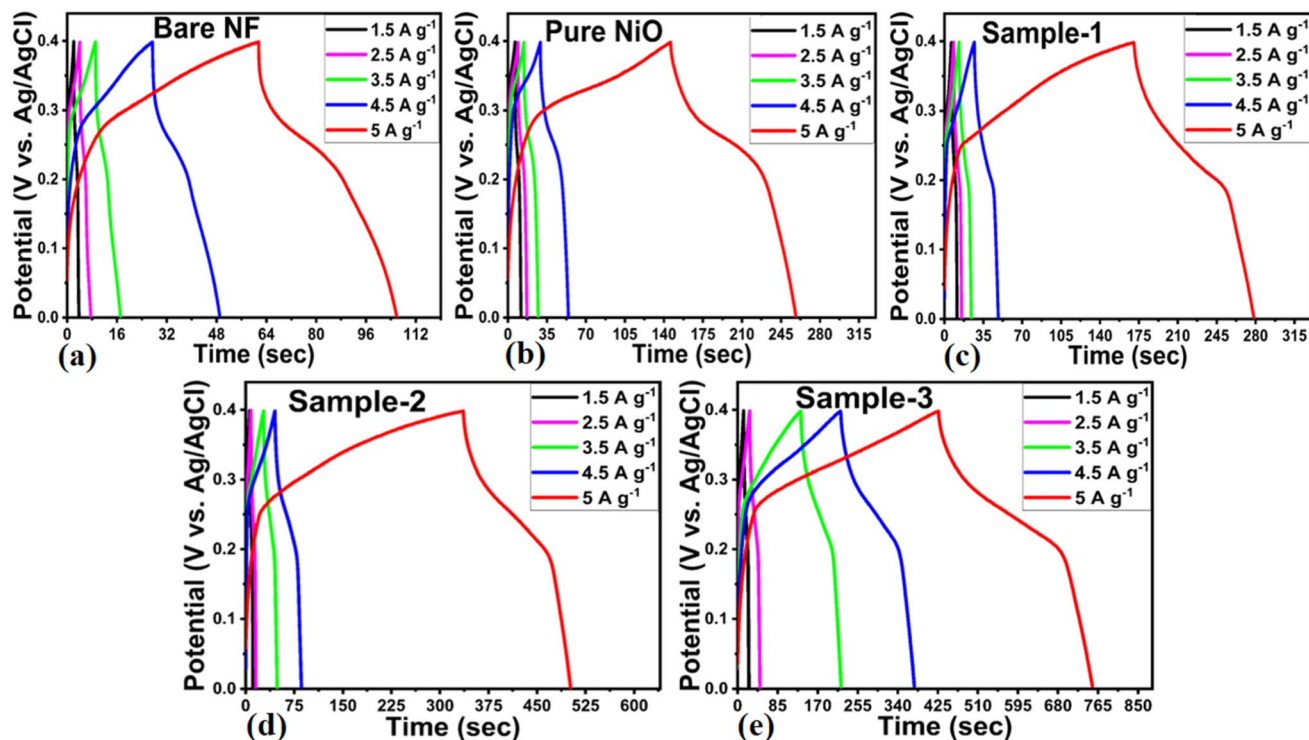 Bare NF
1.5 A g⁻¹
2.5 A g⁻¹
3.5 A g⁻¹
4.5 A g⁻¹
5 A g⁻¹
Potential (V vs. Ag/AgCl)
0.4
0.3
0.2
0.1
0.0
0 16 32 48 64 80 96 112
Time (sec)
(a)
Pure NiO
1.5 A g⁻¹
2.5 A g⁻¹
3.5 A g⁻¹
4.5 A g⁻¹
5 A g⁻¹
Potential (V vs. Ag/AgCl)
0.4
0.3
0.2
0.1
0.0
0 35 70 105 140 175 210 245 280 315
Time (sec)
(b)
Sample-1
1.5 A g⁻¹
2.5 A g⁻¹
3.5 A g⁻¹
4.5 A g⁻¹
5 A g⁻¹
Potential (V vs. Ag/AgCl)
0.4
0.3
0.2
0.1
0.0
0 35 70 105 140 175 210 245 280 315
Time (sec)
(c)
Sample-2
1.5 A g⁻¹
2.5 A g⁻¹
3.5 A g⁻¹
4.5 A g⁻¹
5 A g⁻¹
Potential (V vs. Ag/AgCl)
0.4
0.3
0.2
0.1
0.0
0 75 150 225 300 375 450 525 600
Time (sec)
(d)
Sample-3
1.5 A g⁻¹
2.5 A g⁻¹
3.5 A g⁻¹
4.5 A g⁻¹
5 A g⁻¹
Potential (V vs. Ag/AgCl)
0.4
0.3
0.2
0.1
0.0
0 85 170 255 340 425 510 595 680 765 850
Time (sec)
(e)